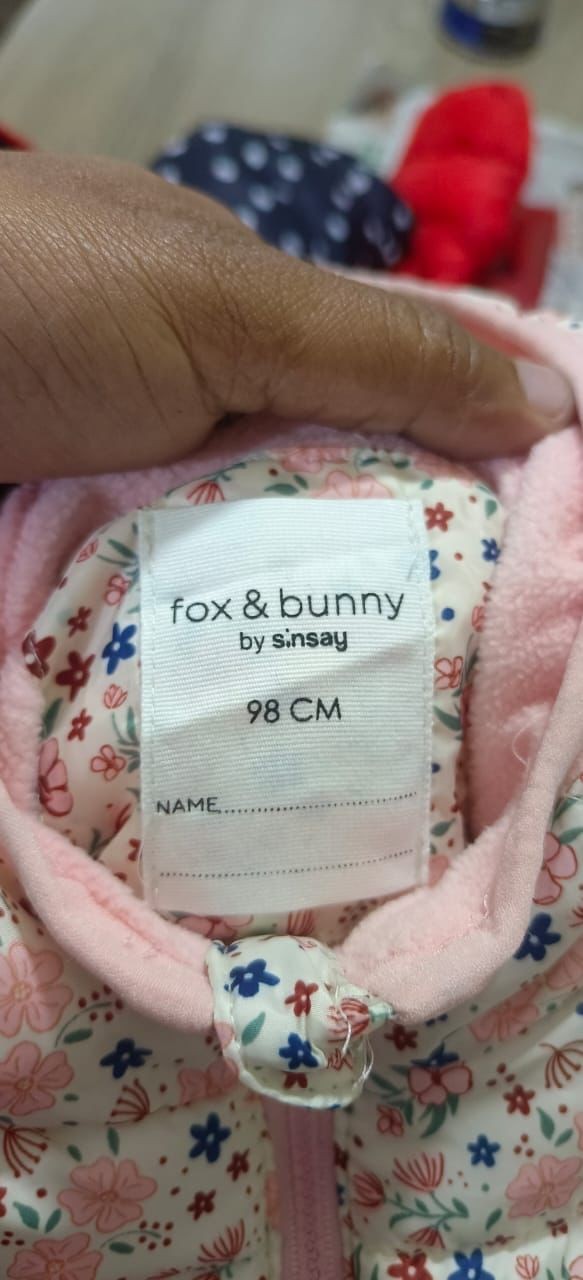 fox & bunny
by sinsay
98 CM
NAME................................
................................